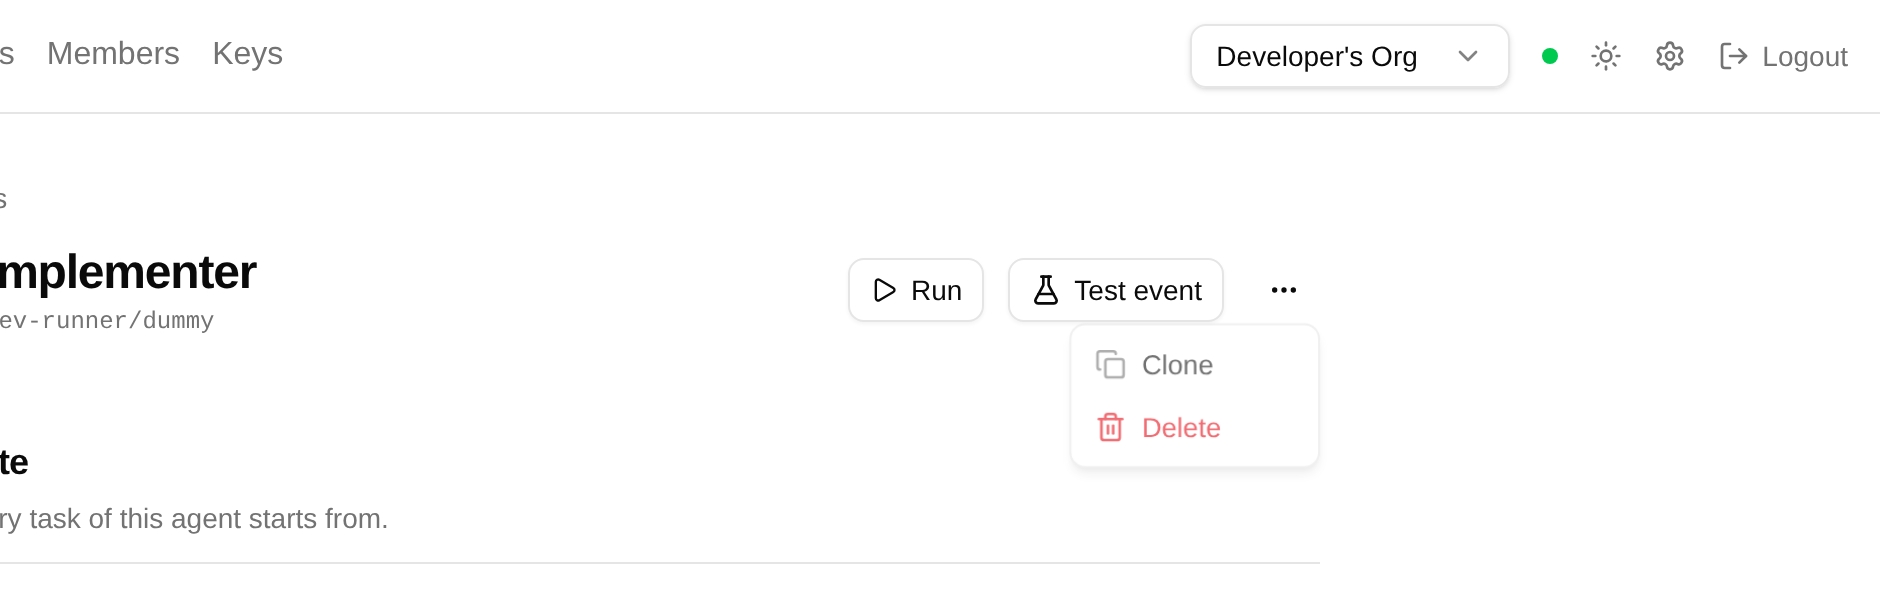 s Members Keys Developer's Org Logout
s
mplementer
ev-runner/dummy
Run Test event
Clone
Delete
te
ry task of this agent starts from.